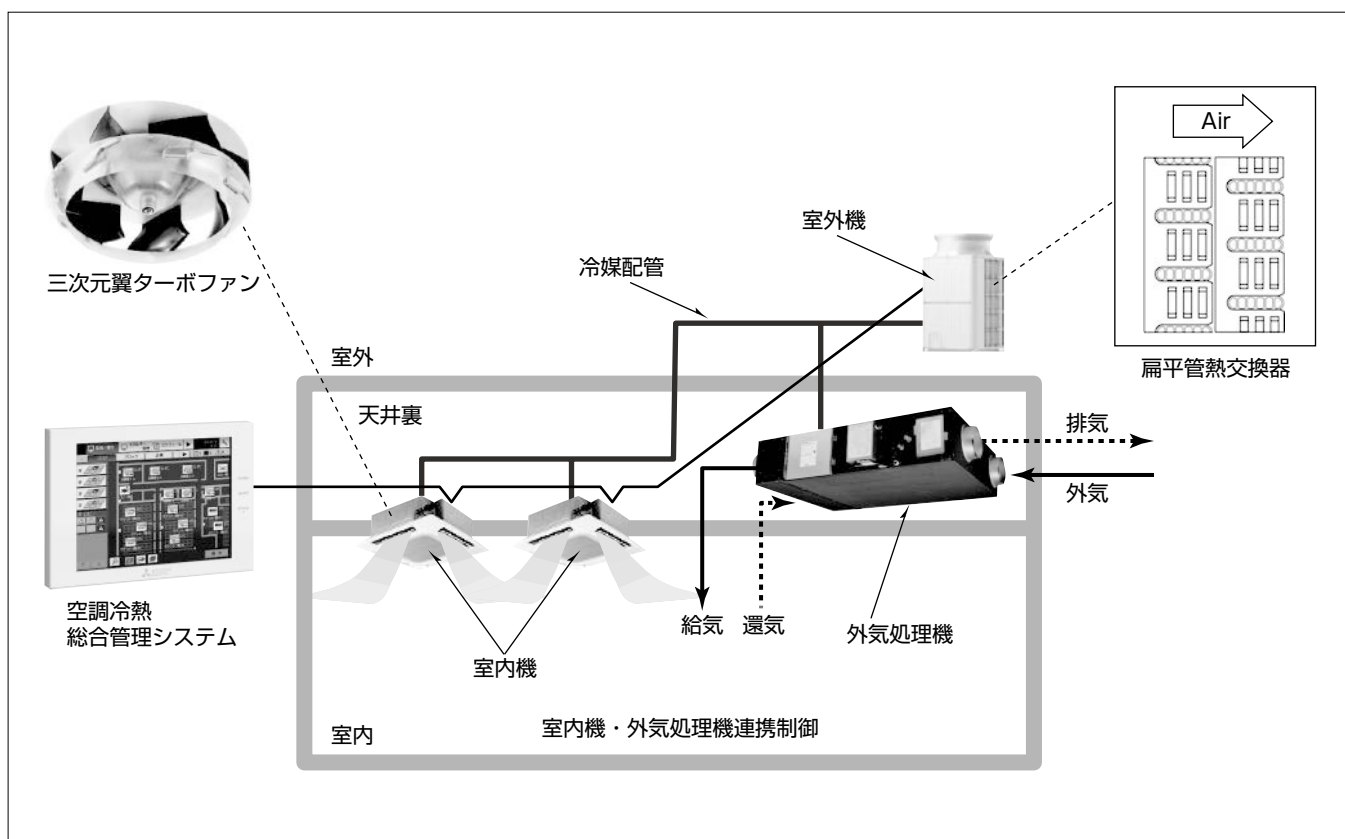 Air
三次元翼ターボファン
室外機
冷媒配管
扁平管熱交換器
室外
天井裏
排気
外気
空調冷熱
総合管理システム
給気
還気
外気処理機
室内機
室内
室内機・外気処理機連携制御